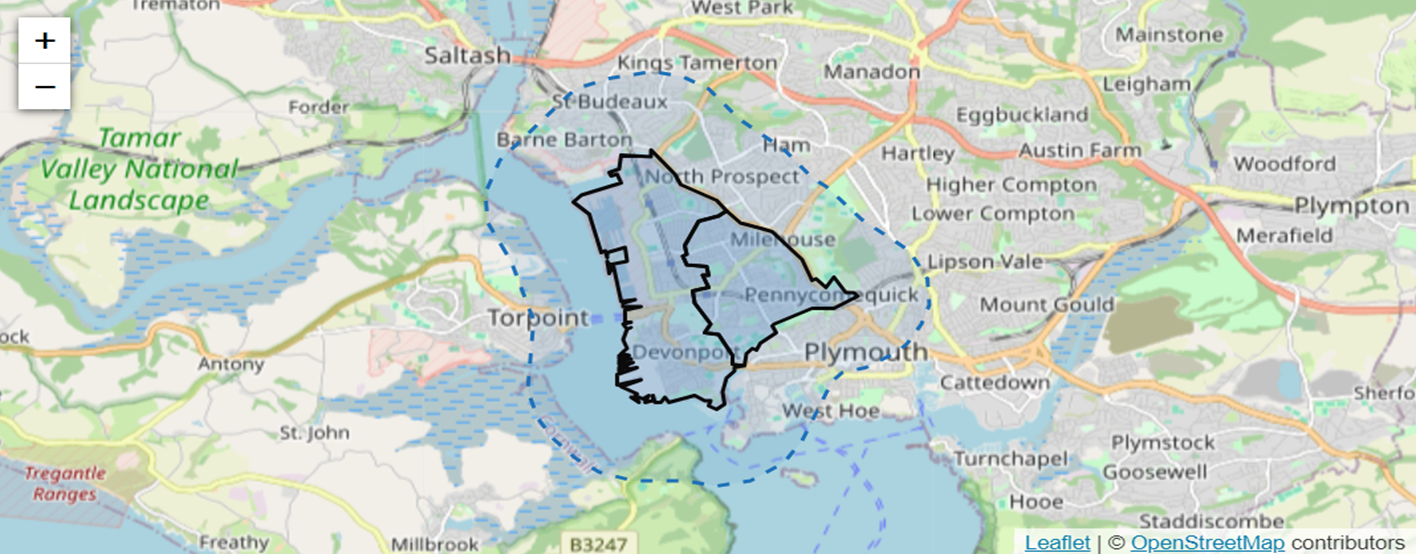 Trematon
West Park
+
Mainstone
Saltash
Kings Tamerton
Manadon
Leigham
−
St Budeaux
Forder
Eggbuckland
Tamar
Valley National
Landscape
Barne Barton
Ham
Hartley
Austin Farm
Woodford
North Prospect
Higher Compton
Lower Compton
Plympton
Merafield
Milehouse
Lipson Vale
Pennycomequick
Mount Gould
Torpoint
ock
Antony
Devonport
Plymouth
Cattedown
Sherfo
West Hoe
St. John
Cornwall
Plymstock
Turnchapel
Goosewell
Tregantle
Ranges
Hooe
Staddiscombe
Freathy
Millbrook
B3247
Leaflet | © OpenStreetMap contributors